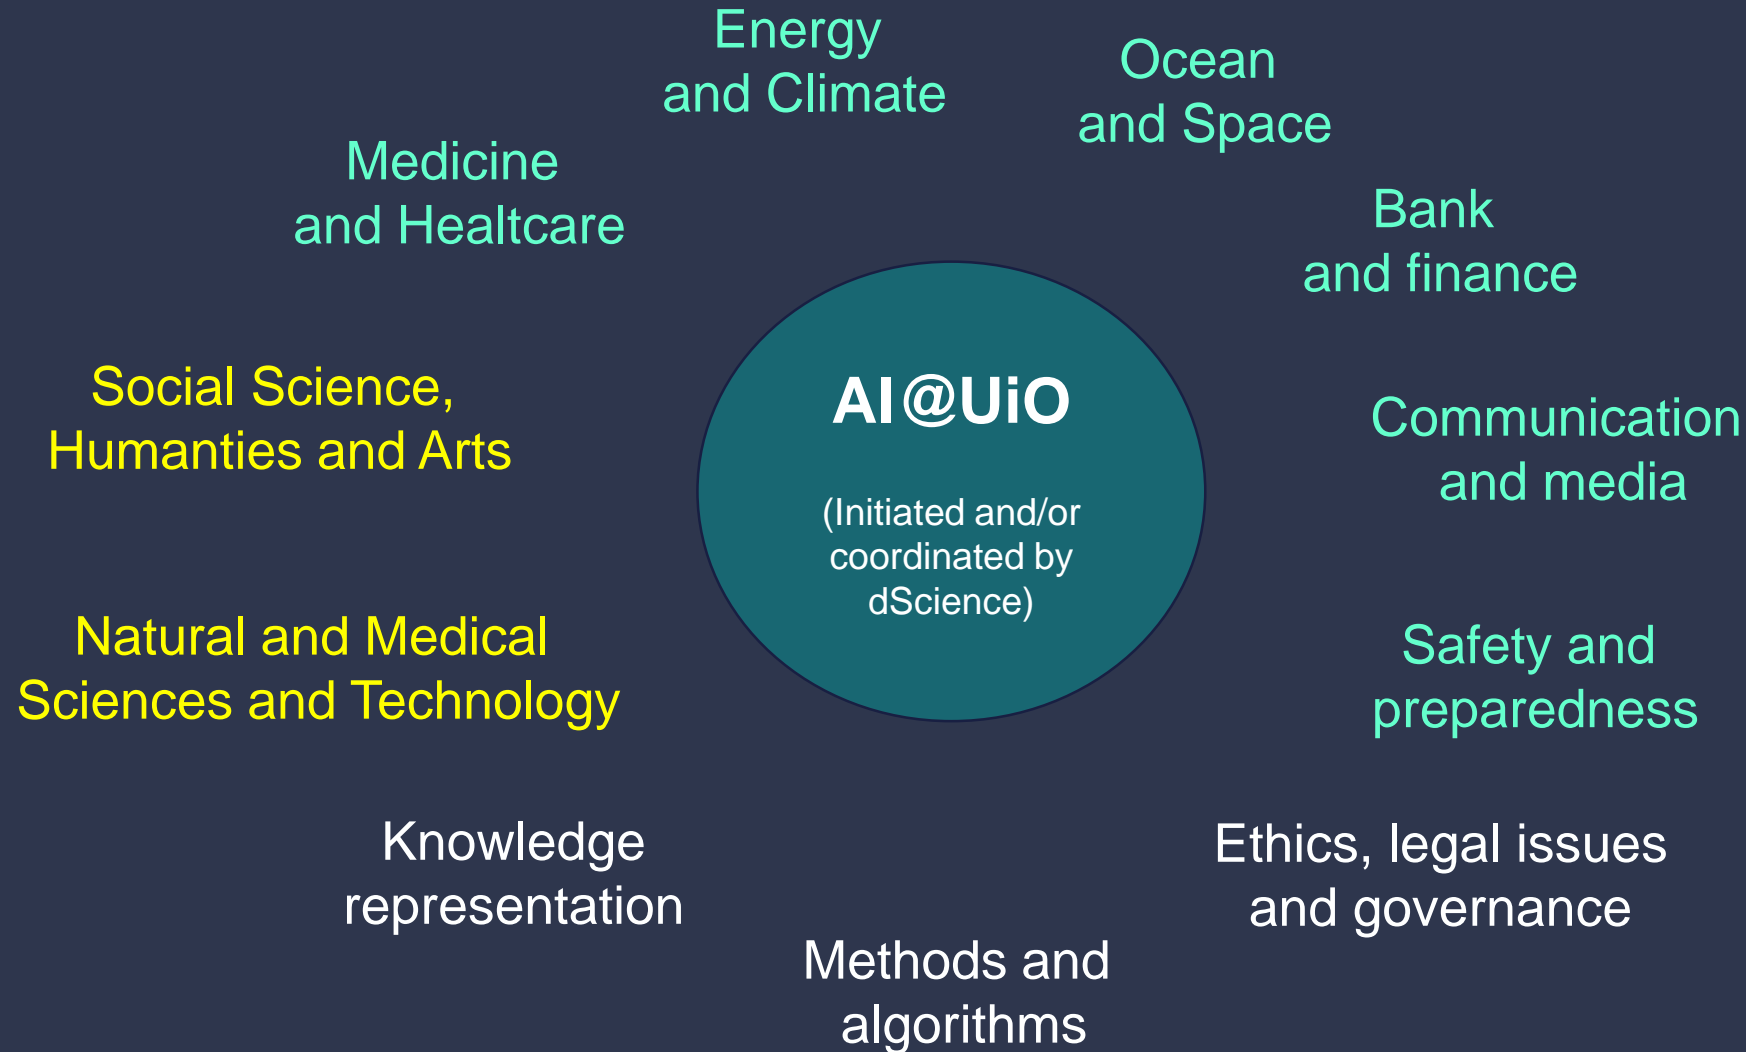 Energy
and Climate
Ocean
and Space
Medicine
and Healtcare
Bank
and finance
Social Science,
Humanties and Arts
AI@UiO
(Initiated and/or
coordinated by
dScience)
Communication
and media
Natural and Medical
Sciences and Technology
Safety and
preparedness
Knowledge
representation
Ethics, legal issues
and governance
Methods and
algorithms